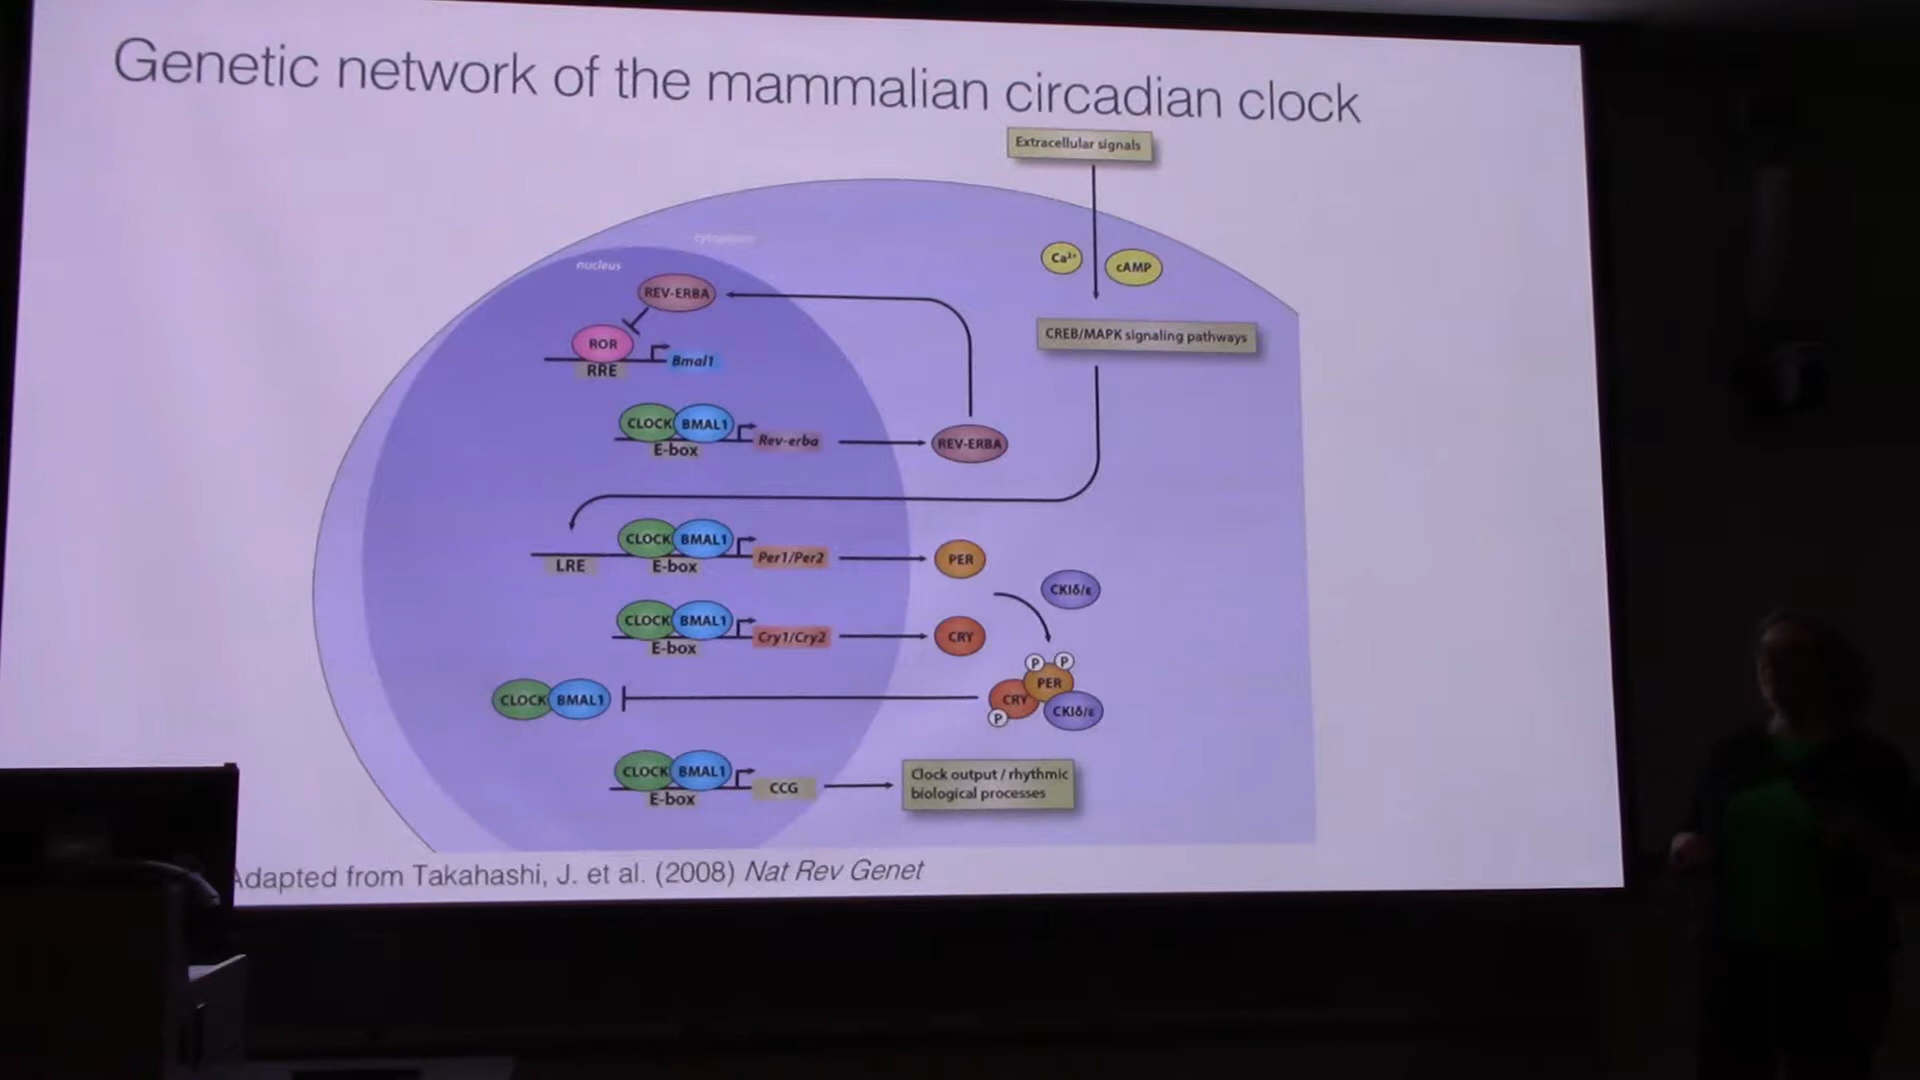 Genetic network of the mammalian circadian clock
Extracellular signals
cytoplasm
nucleus
Ca²⁺
cAMP
REV-ERBA
CREB/MAPK signaling pathways
ROR
Bmal1
RRE
CLOCK BMAL1
Rev-erba
REV-ERBA
E-box
CLOCK BMAL1
Per1/Per2
PER
LRE
E-box
CKIδ/ε
CLOCK BMAL1
Cry1/Cry2
CRY
E-box
P P
PER
CRY
CKIδ/ε
P
CLOCK BMAL1
CLOCK BMAL1
CCG
E-box
Clock output / rhythmic
biological processes
Adapted from Takahashi, J. et al. (2008) Nat Rev Genet